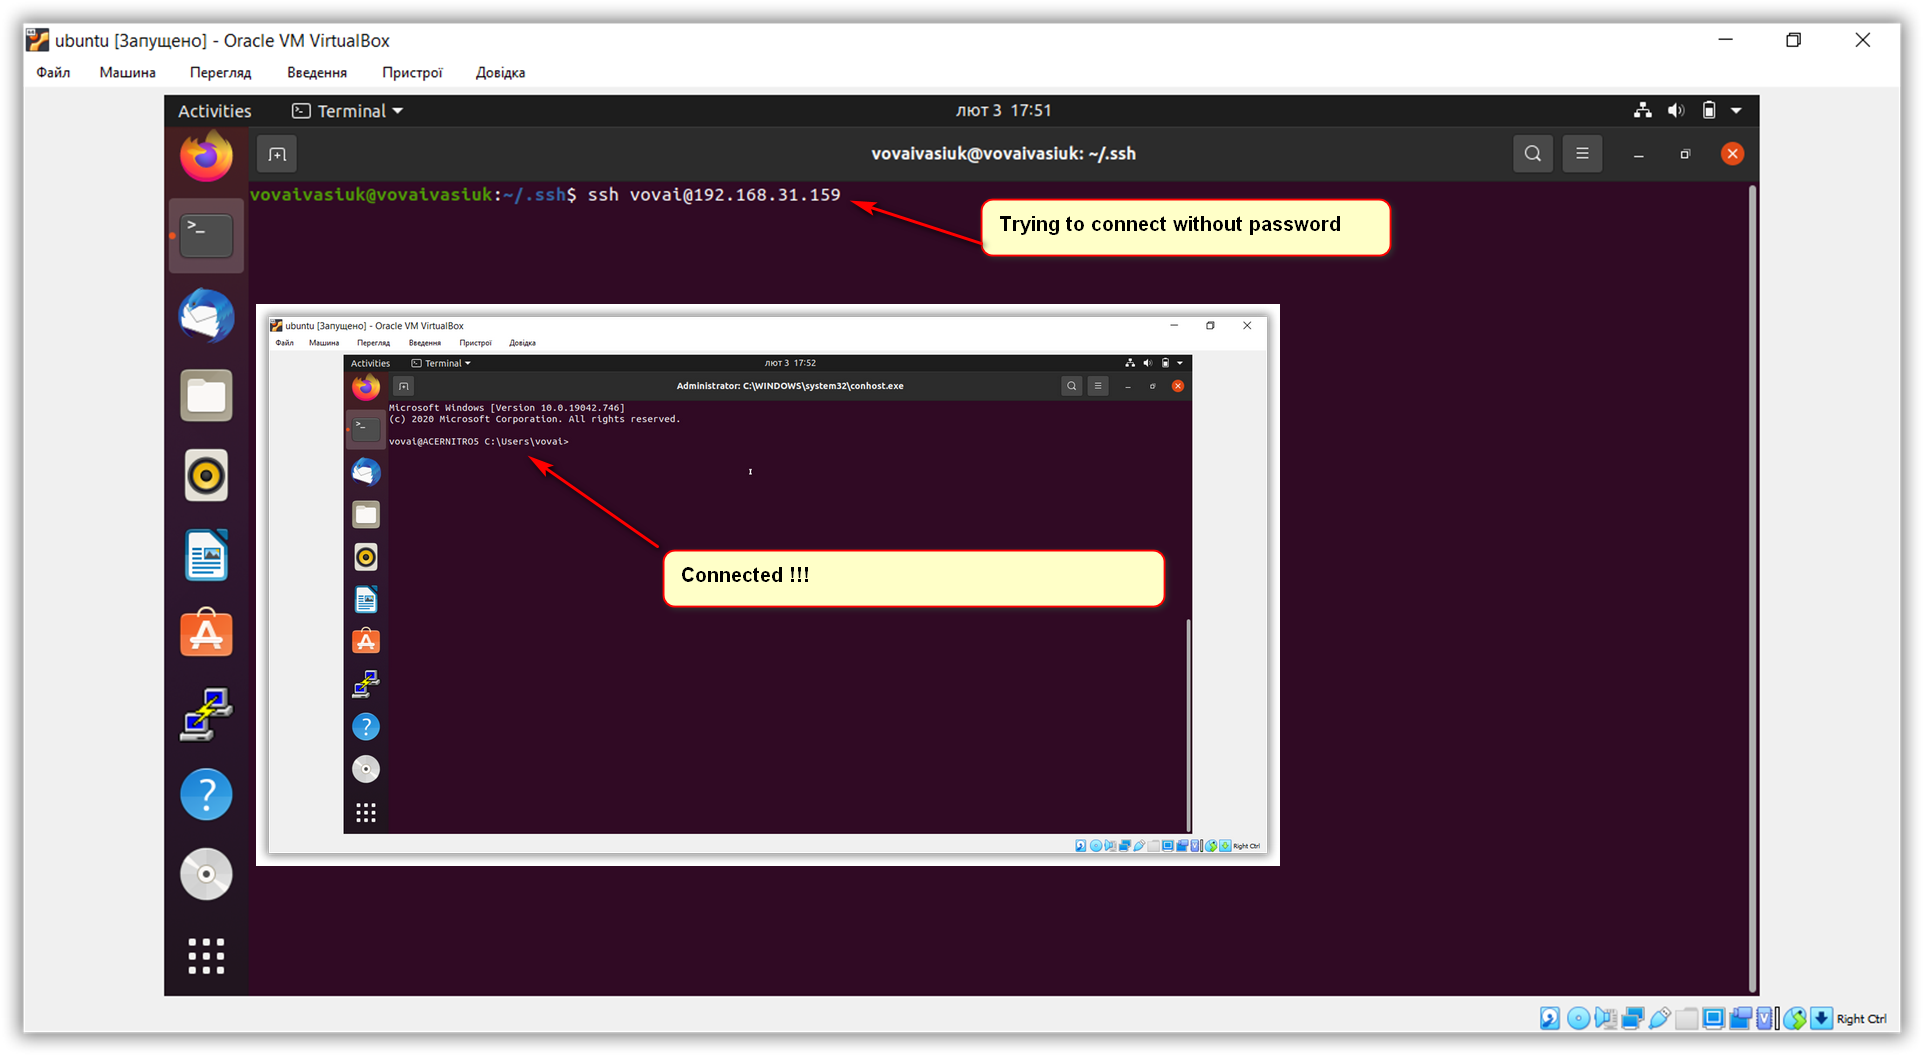 ubuntu [Запущено] - Oracle VM VirtualBox
Файл Машина Перегляд Введення Пристрої Довідка
Activities Terminal лют 3 17:51
vovaivasiuk@vovaivasiuk: ~/.ssh
vovaivasiuk@vovaivasiuk:~/.ssh$ ssh vovai@192.168.31.159
Trying to connect without password
ubuntu [Запущено] - Oracle VM VirtualBox
Файл Машина Перегляд Введення Пристрої Довідка
Activities Terminal лют 3 17:52
Administrator: C:\WINDOWS\system32\conhost.exe
Microsoft Windows [Version 10.0.19042.746]
(c) 2020 Microsoft Corporation. All rights reserved.
vovai@ACERNITRO5 C:\Users\vovai>
Connected !!!
Right Ctrl
Right Ctrl